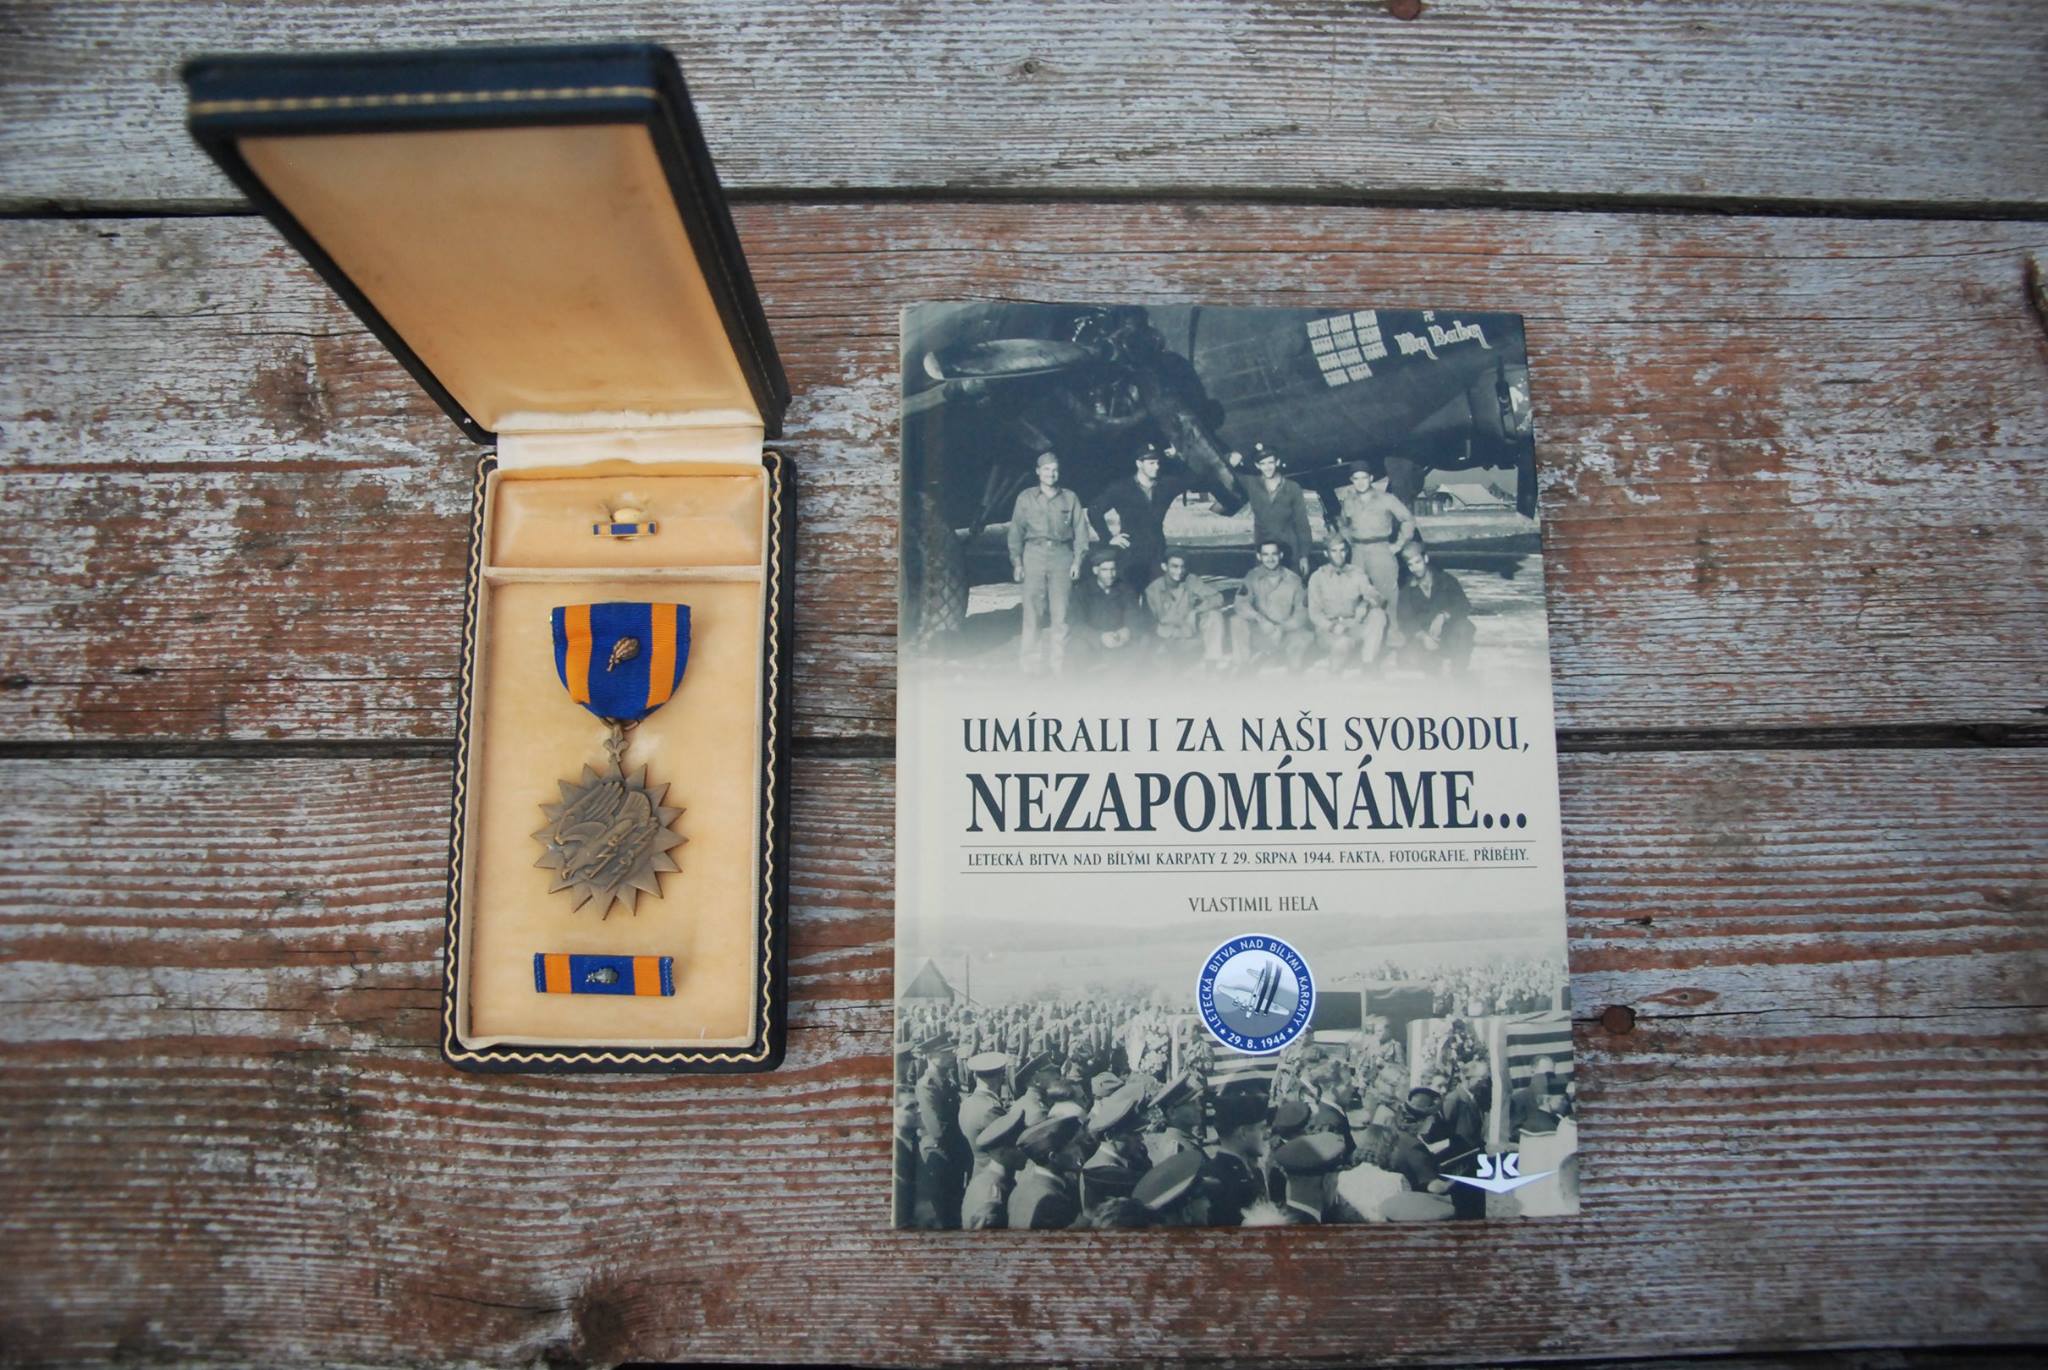 My Baby
UMÍRALI I ZA NAŠI SVOBODU,
NEZAPOMÍNÁME...
LETECKÁ BITVA NAD BÍLÝMI KARPATY Z 29. SRPNA 1944. FAKTA, FOTOGRAFIE, PŘÍBĚHY.
VLASTIMIL HELA
LETECKÁ BITVA NAD BÍLÝMI KARPATY
★ 29. 8. 1944 ★